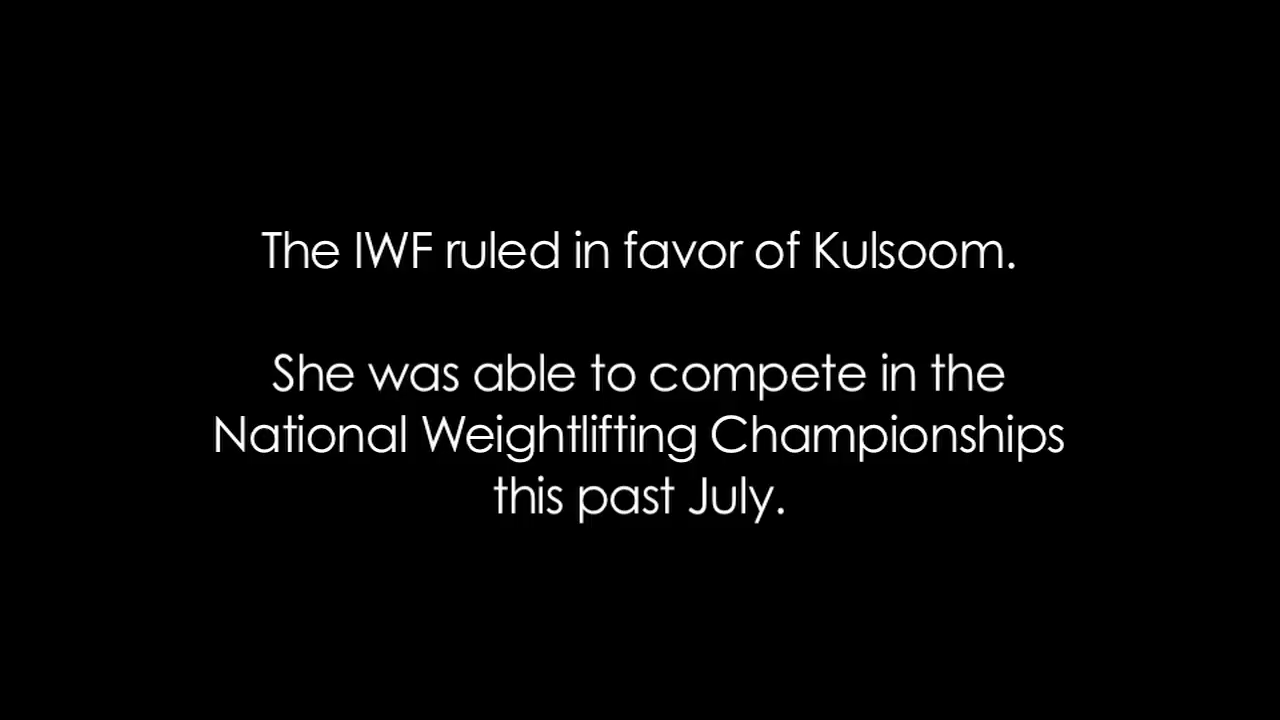 The IWF ruled in favor of Kulsoom.
She was able to compete in the
National Weightlifting Championships
this past July.